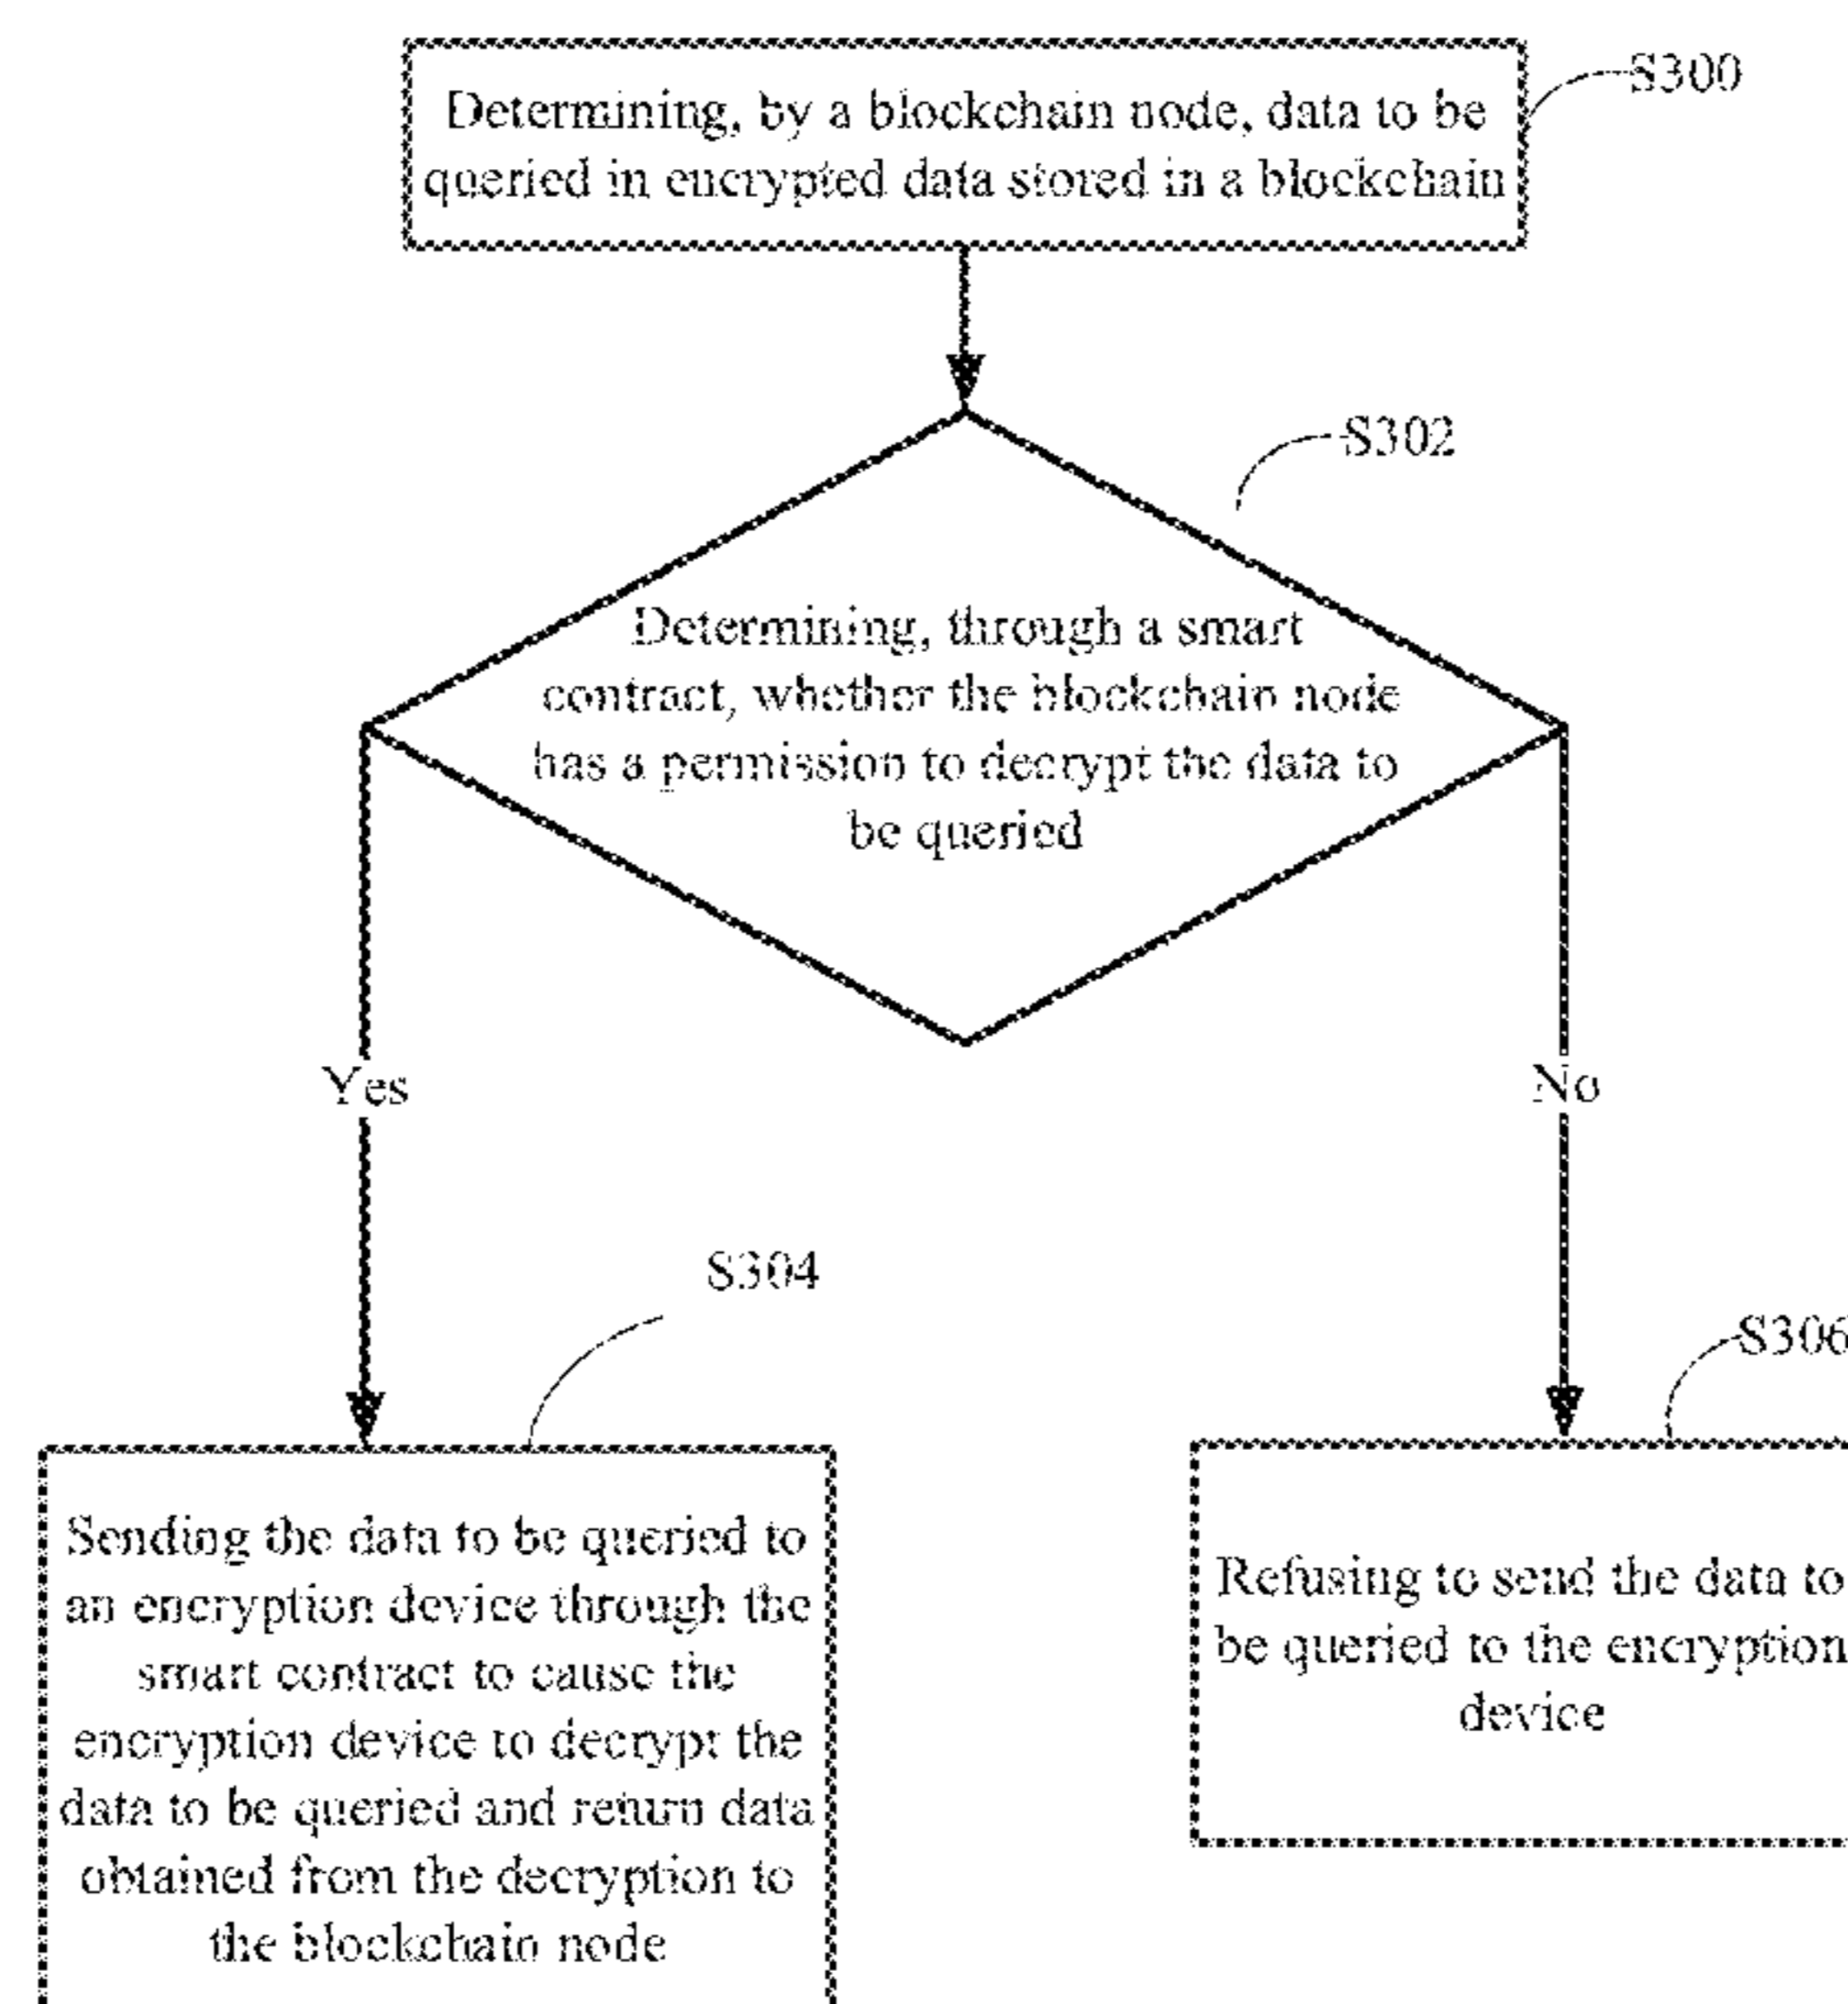 Determining, by a blockchain node, data to be
queried in encrypted data stored in a blockchain
S300
S302
Determining, through a smart
contract, whether the blockchain node
has a permission to decrypt the data to
be queried
Yes
No
S304
S306
Sending the data to be queried to
an encryption device through the
smart contract to cause the
encryption device to decrypt the
data to be queried and return data
obtained from the decryption to
the blockchain node
Refusing to send the data to
be queried to the encryption
device